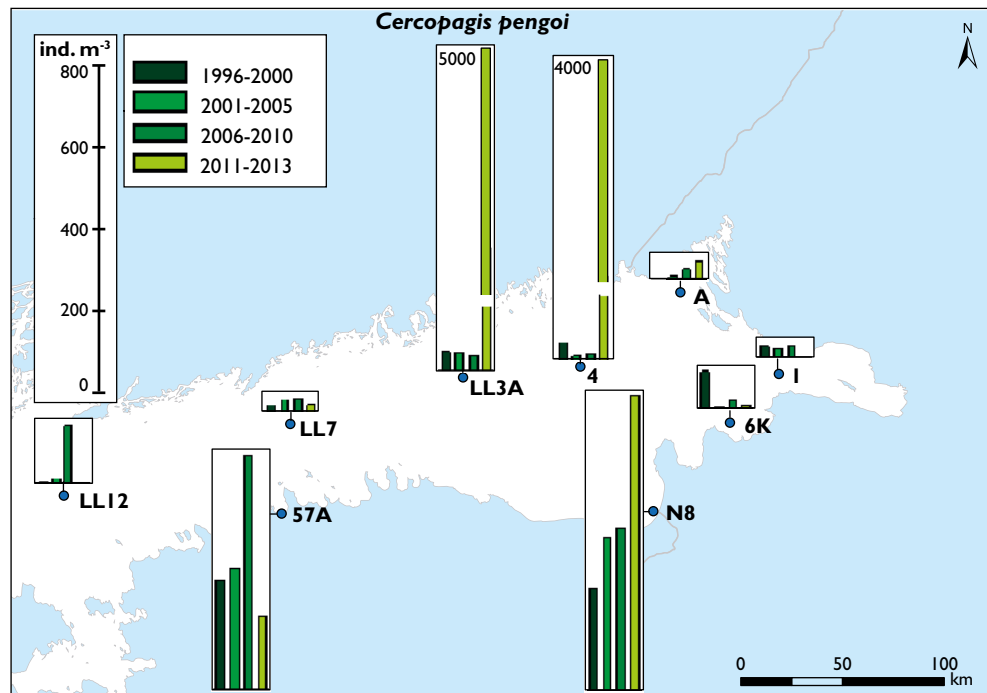 Cercopagis pengoi
N
ind. m⁻³
800
600
400
200
0
1996-2000
2001-2005
2006-2010
2011-2013
5000
4000
A
I
LL3A
4
LL7
6K
LL12
57A
N8
0 50 100
km